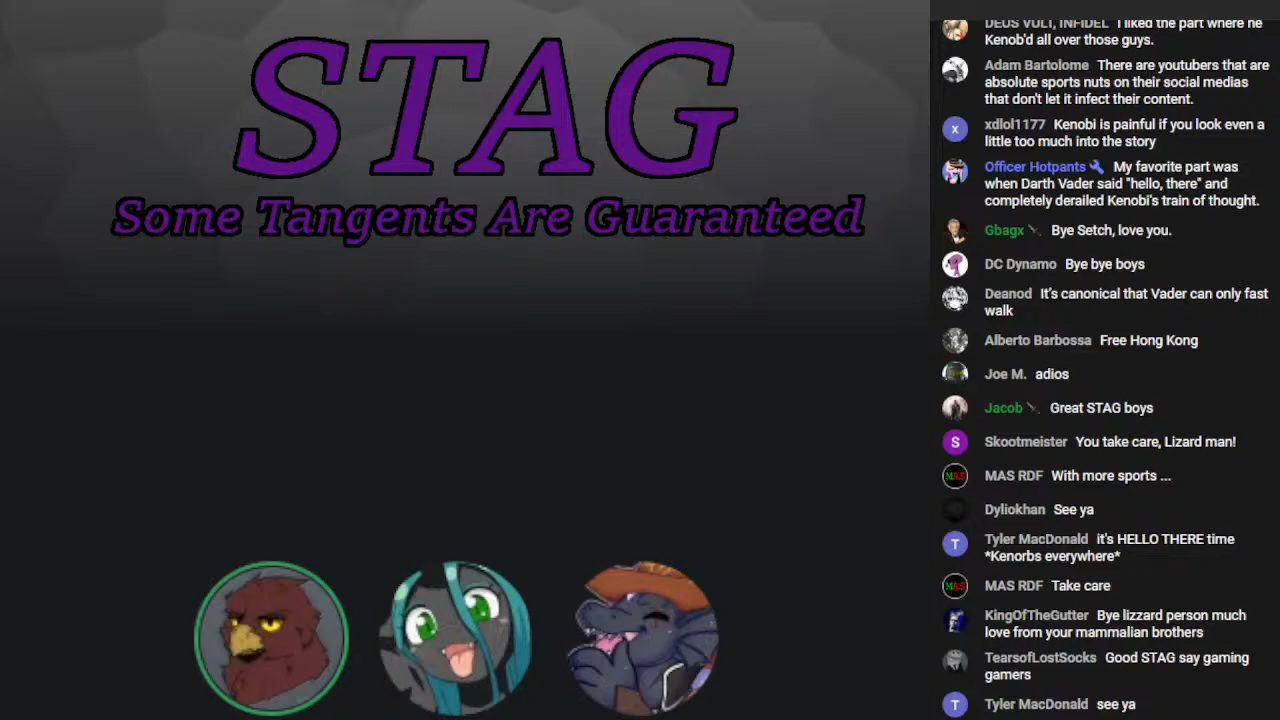 STAG
Some Tangents Are Guaranteed
DEUS VULT, INFIDEL I liked the part where he
Kenob'd all over those guys.
Adam Bartolome There are youtubers that are
absolute sports nuts on their social medias
that don't let it infect their content.
x
xdlol1177 Kenobi is painful if you look even a
little too much into the story
Officer Hotpants My favorite part was
when Darth Vader said "hello, there" and
completely derailed Kenobi's train of thought.
Gbagx Bye Setch, love you.
DC Dynamo Bye bye boys
Deanod It's canonical that Vader can only fast
walk
Alberto Barbossa Free Hong Kong
Joe M. adios
Jacob Great STAG boys
S
Skootmeister You take care, Lizard man!
MAS
MAS RDF With more sports ...
Dyliokhan See ya
T
Tyler MacDonald it's HELLO THERE time
*Kenorbs everywhere*
MAS
MAS RDF Take care
KingOfTheGutter Bye lizzard person much
love from your mammalian brothers
TearsofLostSocks Good STAG say gaming
gamers
T
Tyler MacDonald see ya